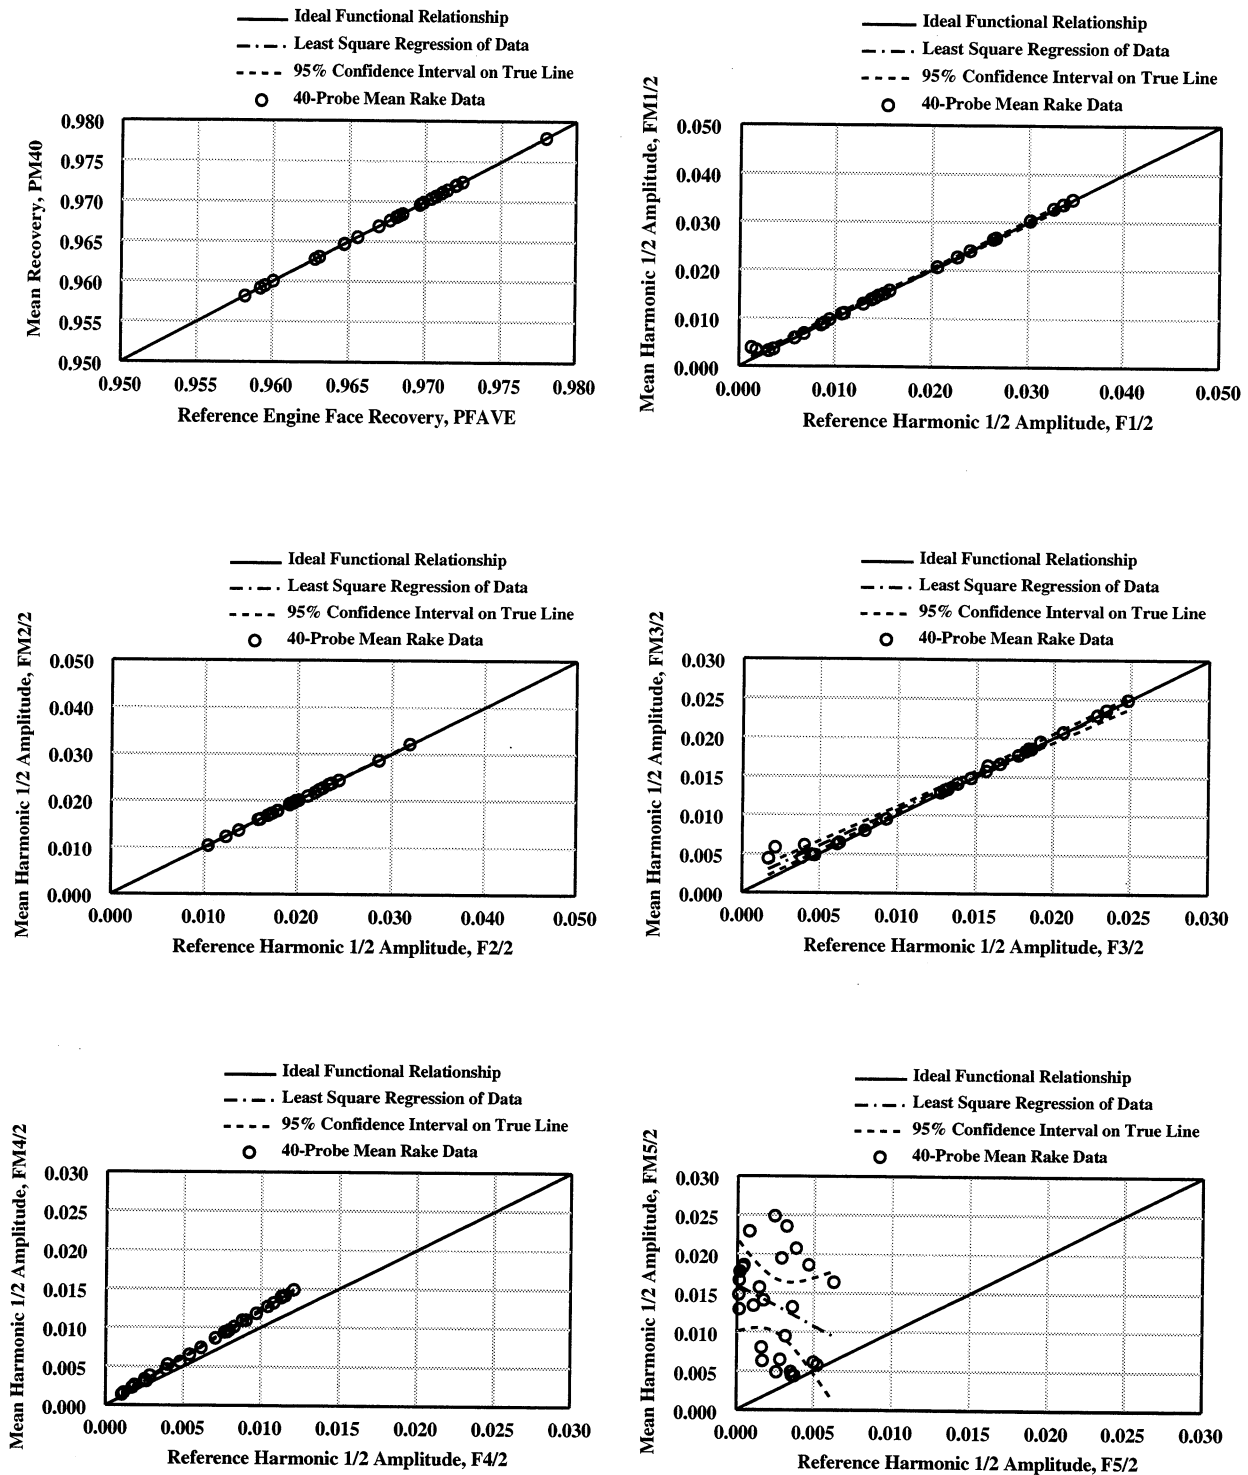 Ideal Functional Relationship
Least Square Regression of Data
95% Confidence Interval on True Line
40-Probe Mean Rake Data
Mean Recovery, PM40
0.980
0.975
0.970
0.965
0.960
0.955
0.950
0.950 0.955 0.960 0.965 0.970 0.975 0.980
Reference Engine Face Recovery, PFAVE
Ideal Functional Relationship
Least Square Regression of Data
95% Confidence Interval on True Line
40-Probe Mean Rake Data
Mean Harmonic 1/2 Amplitude, FM1/2
0.050
0.040
0.030
0.020
0.010
0.000
0.000 0.010 0.020 0.030 0.040 0.050
Reference Harmonic 1/2 Amplitude, F1/2
Ideal Functional Relationship
Least Square Regression of Data
95% Confidence Interval on True Line
40-Probe Mean Rake Data
Mean Harmonic 1/2 Amplitude, FM2/2
0.050
0.040
0.030
0.020
0.010
0.000
0.000 0.010 0.020 0.030 0.040 0.050
Reference Harmonic 1/2 Amplitude, F2/2
Ideal Functional Relationship
Least Square Regression of Data
95% Confidence Interval on True Line
40-Probe Mean Rake Data
Mean Harmonic 1/2 Amplitude, FM3/2
0.030
0.025
0.020
0.015
0.010
0.005
0.000
0.000 0.005 0.010 0.015 0.020 0.025 0.030
Reference Harmonic 1/2 Amplitude, F3/2
Ideal Functional Relationship
Least Square Regression of Data
95% Confidence Interval on True Line
40-Probe Mean Rake Data
Mean Harmonic 1/2 Amplitude, FM4/2
0.030
0.025
0.020
0.015
0.010
0.005
0.000
0.000 0.005 0.010 0.015 0.020 0.025 0.030
Reference Harmonic 1/2 Amplitude, F4/2
Ideal Functional Relationship
Least Square Regression of Data
95% Confidence Interval on True Line
40-Probe Mean Rake Data
Mean Harmonic 1/2 Amplitude, FM5/2
0.030
0.025
0.020
0.015
0.010
0.005
0.000
0.000 0.005 0.010 0.015 0.020 0.025 0.030
Reference Harmonic 1/2 Amplitude, F5/2